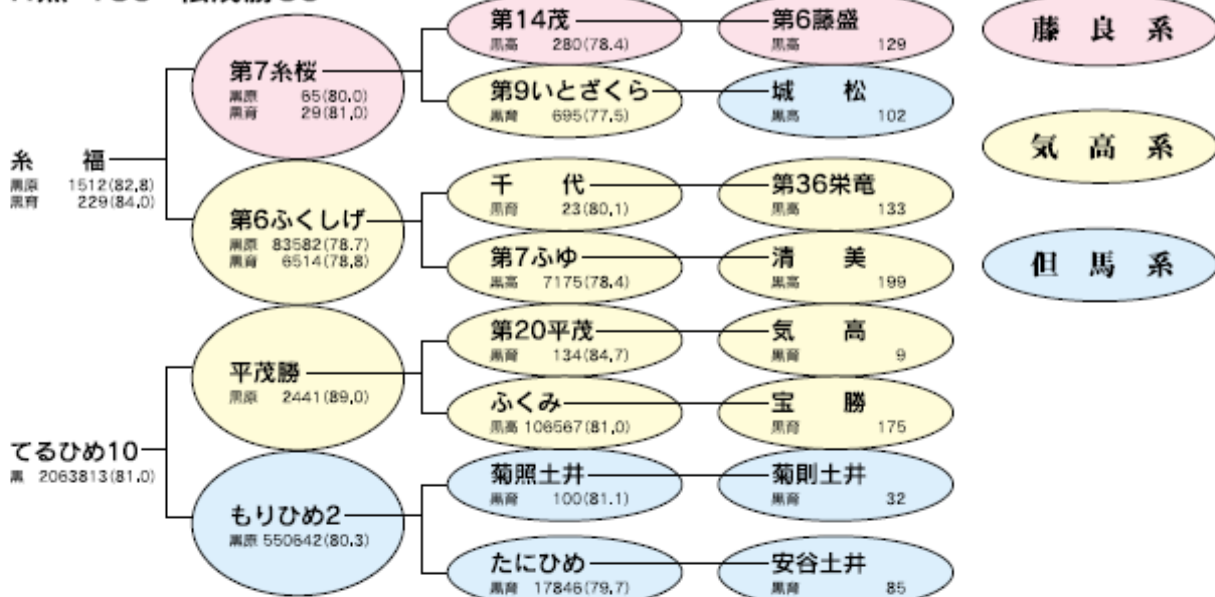 糸　福
黒原 1512(82.8)
黒育 229(84.0)
てるひめ10
黒 2063813(81.0)
第7糸桜
黒原 65(80.0)
黒育 29(81.0)
第6ふくしげ
黒原 83582(78.7)
黒育 6514(78.8)
平茂勝
黒原 2441(89.0)
もりひめ2
黒原 550642(80.3)
第14茂
黒高 280(78.4)
第9いとざくら
黒育 695(77.5)
千　代
黒育 23(80.1)
第7ふゆ
黒高 7175(78.4)
第20平茂
黒育 134(84.7)
ふくみ
黒高 106567(81.0)
菊照土井
黒育 100(81.1)
たにひめ
黒育 17846(79.7)
第6藤盛
黒高 129
城　松
黒高 102
第36栄竜
黒高 133
清　美
黒高 199
気　高
黒育 9
宝　勝
黒育 175
菊則土井
黒育 32
安谷土井
黒育 85
藤 良 系
気 高 系
但 馬 系